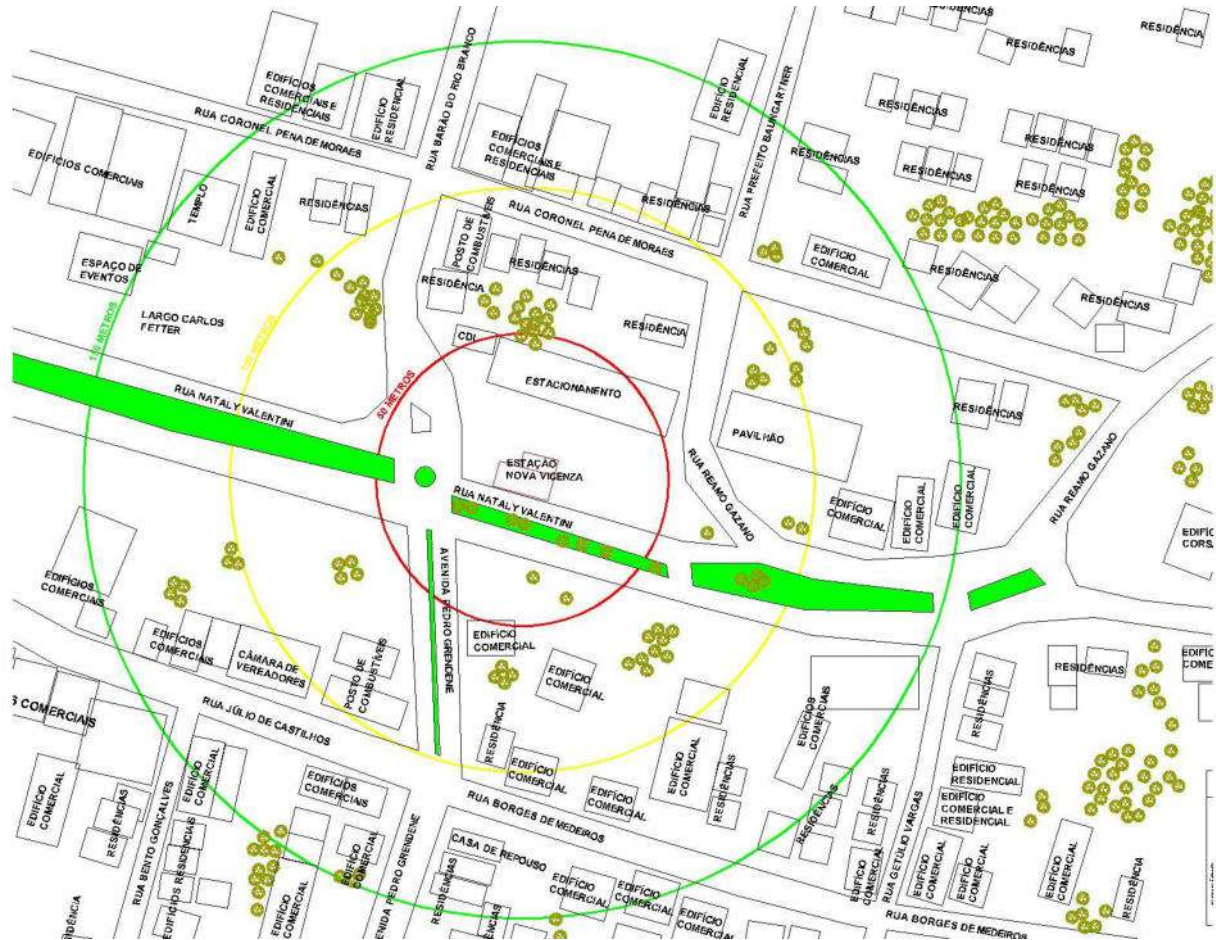 RESIDÊNCIA
RESIDÊNCIAS
EDIFÍCIOS
COMERCIAIS E
RESIDENCIAIS
EDIFÍCIO
RESIDENCIAL
RUA BARÃO DO RIO BRANCO
EDIFÍCIO
RESIDENCIAL
RUA PREFEITO BAUNGARTNER
RESIDÊNCIAS
RUA CORONEL PENA DE MORAES
EDIFÍCIOS COMERCIAIS
EDIFÍCIOS
COMERCIAIS E
RESIDENCIAIS
RESIDÊNCIAS
RESIDÊNCIAS
RESIDÊNCIAS
RESIDÊNCIAS
TEMPLO
EDIFÍCIO
COMERCIAL
RESIDÊNCIAS
POSTO DE
COMBUSTÍVEIS
RUA CORONEL PENA DE MORAES
RESIDÊNCIAS
ESPAÇO DE
EVENTOS
RESIDÊNCIAS
RESIDÊNCIA
EDIFÍCIO
COMERCIAL
RESIDÊNCIAS
RESIDÊNCIAS
LARGO CARLOS
FETTER
METROS
METROS
CDL
RESIDÊNCIA
50 METROS
ESTACIONAMENTO
RUA NATALY VALENTINI
PAVILHÃO
RESIDÊNCIAS
ESTAÇÃO
NOVA VICENZA
RUA REAMO GAZANO
RUA REAMO GAZANO
RUA NATALY VALENTINI
EDIFÍCIO
COMERCIAL
EDIFÍCIO
COMERCIAL
EDIFÍCIO
COMERCIAL
EDIFÍCIO
AVENIDA PEDRO GRENDENE
EDIFÍCIOS
COMERCIAIS
EDIFÍCIOS
COMERCIAIS
CÂMARA DE
VEREADORES
POSTO DE
COMBUSTÍVEIS
EDIFÍCIO
COMERCIAL
EDIFÍCIO
COMERCIAL
EDIFÍCIOS
COMERCIAIS
RESIDÊNCIAS
RESIDÊNCIAS
S COMERCIAIS
RUA JÚLIO DE CASTILHOS
RESIDÊNCIA
EDIFÍCIO
COMERCIAL
EDIFÍCIO
COMERCIAL
EDIFÍCIO
COMERCIAL
RESIDÊNCIAS
EDIFÍCIO
RESIDENCIAL
EDIFÍCIO
COMERCIAL E
RESIDENCIAL
EDIFÍCIO
COMERCIAL
RESIDÊNCIAS
RUA BENTO GONÇALVES
EDIFÍCIO
COMERCIAL
EDIFÍCIOS
COMERCIAIS
RUA BORGES DE MEDEIROS
RESIDÊNCIAS
RESIDÊNCIAS
RUA GETÚLIO VARGAS
EDIFÍCIOS RESIDENCIAIS
EDIFÍCIO
COMERCIAL
CASA DE REPOUSO
RESIDÊNCIAS
EDIFÍCIO
COMERCIAL
EDIFÍCIO
COMERCIAL
EDIFÍCIO
COMERCIAL
EDIFÍCIO
COMERCIAL
EDIFÍCIO
COMERCIAL
EDIFÍCIO
COMERCIAL
EDIFÍCIO
COMERCIAL
RESIDÊNCIA
RUA BORGES DE MEDEIROS